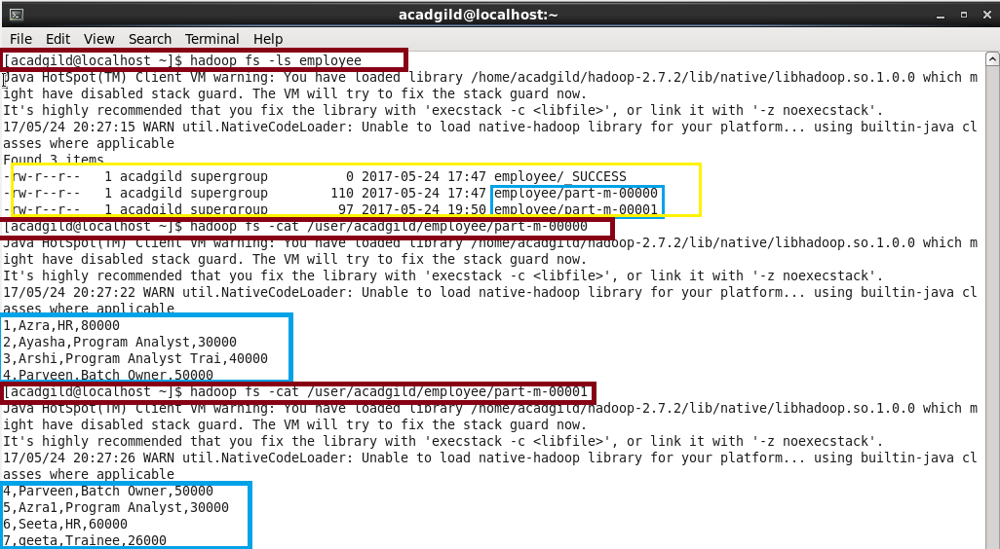 acadgild@localhost:~
File Edit View Search Terminal Help
[acadgild@localhost ~]$ hadoop fs -ls employee
Java HotSpot(TM) Client VM warning: You have loaded library /home/acadgild/hadoop-2.7.2/lib/native/libhadoop.so.1.0.0 which m
ight have disabled stack guard. The VM will try to fix the stack guard now.
It's highly recommended that you fix the library with 'execstack -c <libfile>', or link it with '-z noexecstack'.
17/05/24 20:27:15 WARN util.NativeCodeLoader: Unable to load native-hadoop library for your platform... using builtin-java cl
asses where applicable
Found 3 items
-rw-r--r--   1 acadgild supergroup          0 2017-05-24 17:47 employee/_SUCCESS
-rw-r--r--   1 acadgild supergroup        110 2017-05-24 17:47 employee/part-m-00000
-rw-r--r--   1 acadgild supergroup         97 2017-05-24 19:50 employee/part-m-00001
[acadgild@localhost ~]$ hadoop fs -cat /user/acadgild/employee/part-m-00000
Java HotSpot(TM) Client VM warning: You have loaded library /home/acadgild/hadoop-2.7.2/lib/native/libhadoop.so.1.0.0 which m
ight have disabled stack guard. The VM will try to fix the stack guard now.
It's highly recommended that you fix the library with 'execstack -c <libfile>', or link it with '-z noexecstack'.
17/05/24 20:27:22 WARN util.NativeCodeLoader: Unable to load native-hadoop library for your platform... using builtin-java cl
asses where applicable
1,Azra,HR,80000
2,Ayasha,Program Analyst,30000
3,Arshi,Program Analyst Trai,40000
4,Parveen,Batch Owner,50000
[acadgild@localhost ~]$ hadoop fs -cat /user/acadgild/employee/part-m-00001
Java HotSpot(TM) Client VM warning: You have loaded library /home/acadgild/hadoop-2.7.2/lib/native/libhadoop.so.1.0.0 which m
ight have disabled stack guard. The VM will try to fix the stack guard now.
It's highly recommended that you fix the library with 'execstack -c <libfile>', or link it with '-z noexecstack'.
17/05/24 20:27:26 WARN util.NativeCodeLoader: Unable to load native-hadoop library for your platform... using builtin-java cl
asses where applicable
4,Parveen,Batch Owner,50000
5,Azra1,Program Analyst,30000
6,Seeta,HR,60000
7,geeta,Trainee,26000